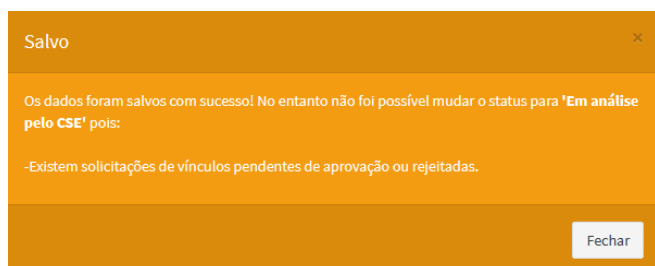 Salvo
×
Os dados foram salvos com sucesso! No entanto não foi possível mudar o status para 'Em análise
pelo CSE' pois:
-Existem solicitações de vínculos pendentes de aprovação ou rejeitadas.
Fechar